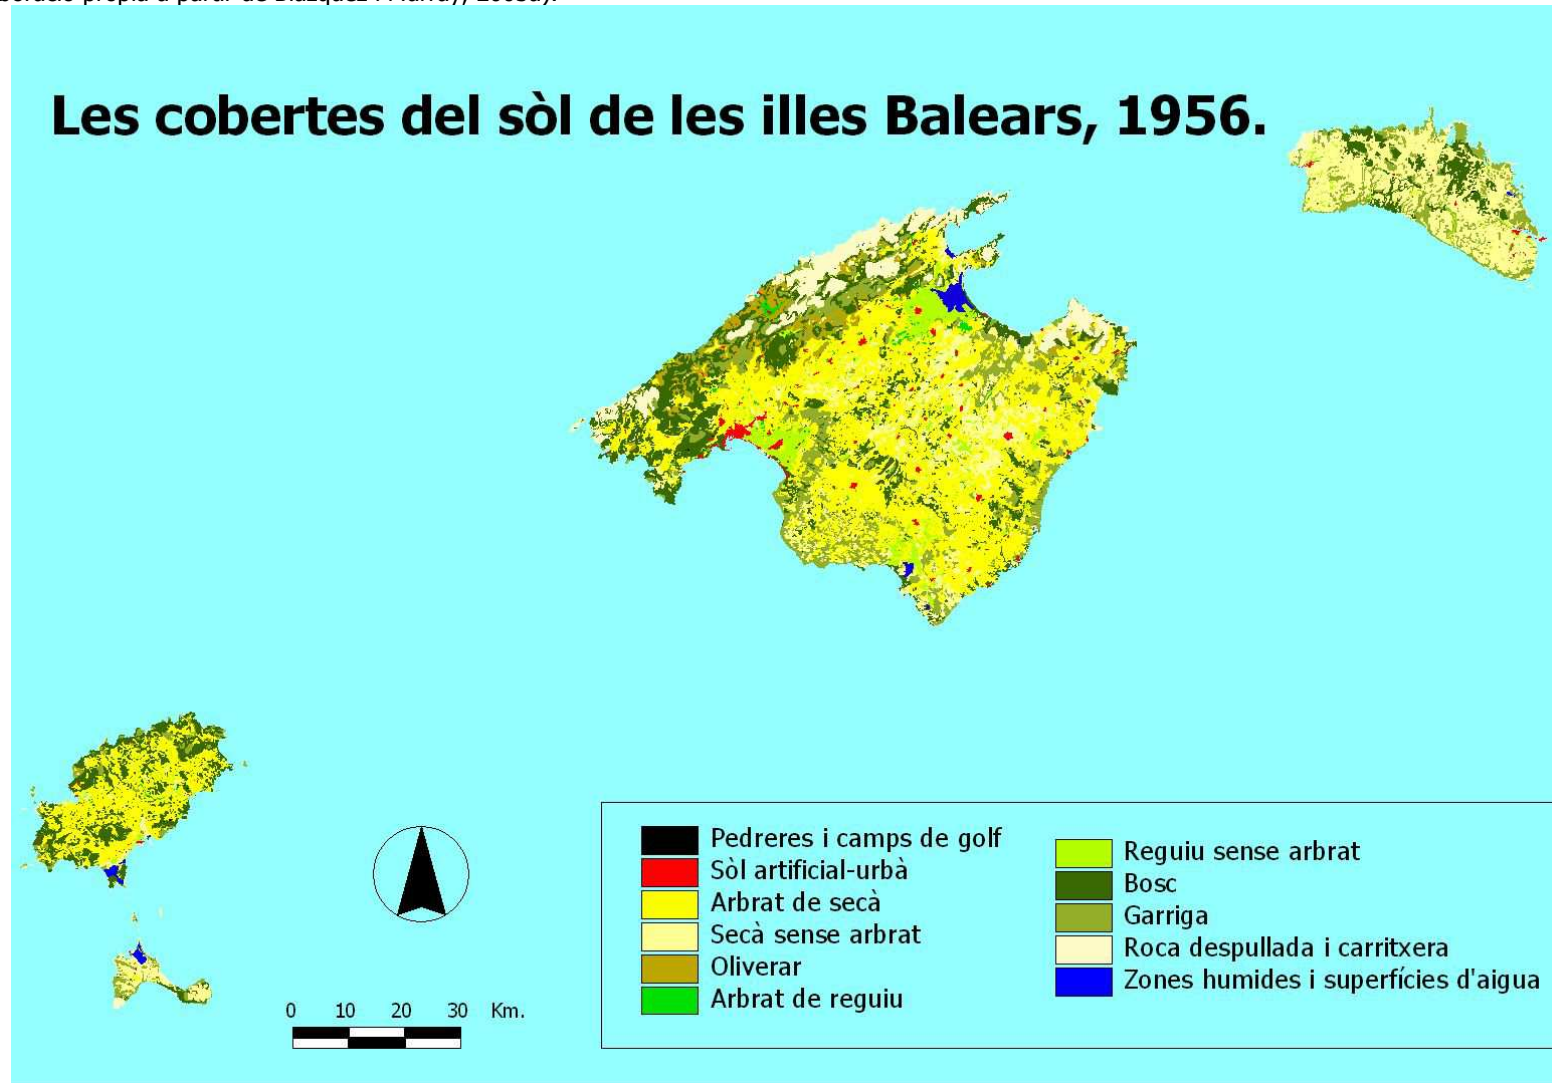 Les cobertes del sòl de les illes Balears, 1956.
Pedreres i camps de golf
Sòl artificial-urbà
Arbrat de secà
Secà sense arbrat
Oliverar
Arbrat de reguiu
Reguiu sense arbrat
Bosc
Garriga
Roca despullada i carritxera
Zones humides i superfícies d'aigua
0 10 20 30 Km.